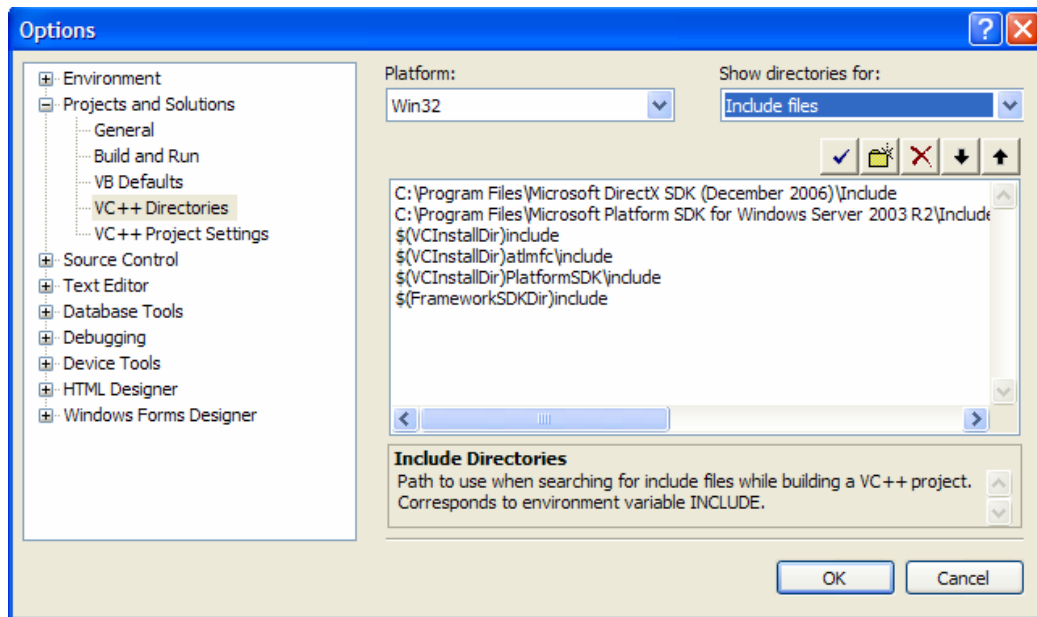 Options
Environment
Projects and Solutions
General
Build and Run
VB Defaults
VC++ Directories
VC++ Project Settings
Source Control
Text Editor
Database Tools
Debugging
Device Tools
HTML Designer
Windows Forms Designer
Platform:
Win32
Show directories for:
Include files
C:\Program Files\Microsoft DirectX SDK (December 2006)\Include
C:\Program Files\Microsoft Platform SDK for Windows Server 2003 R2\Include
$(VCInstallDir)include
$(VCInstallDir)atlmfc\include
$(VCInstallDir)PlatformSDK\include
$(FrameworkSDKDir)include
Include Directories
Path to use when searching for include files while building a VC++ project.
Corresponds to environment variable INCLUDE.
OK
Cancel